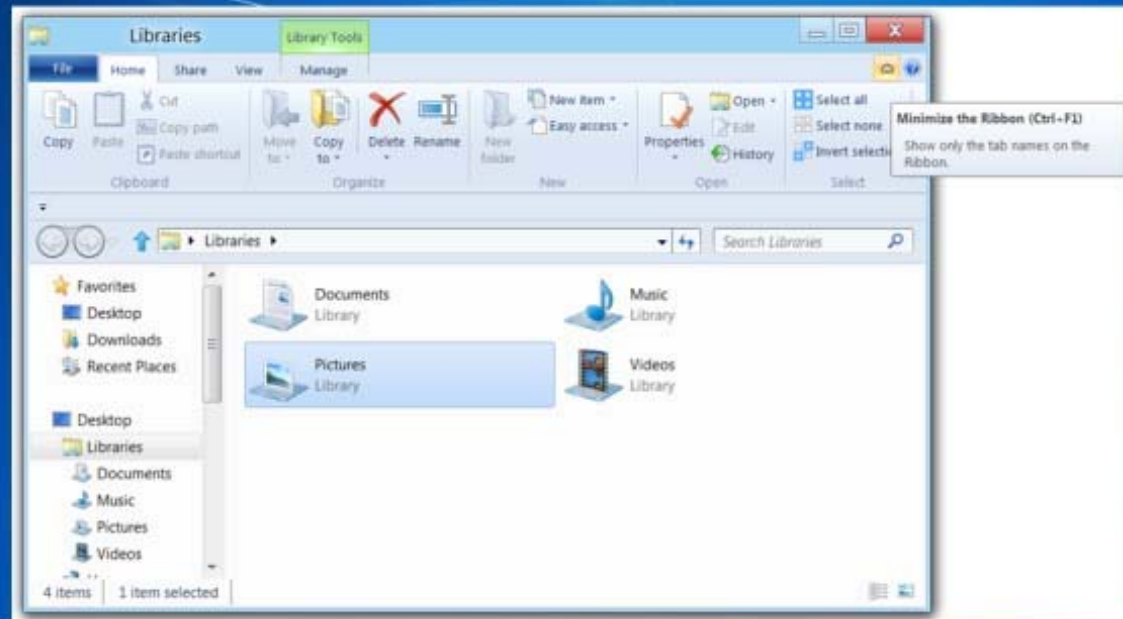 Libraries
Library Tools
File Home Share View Manage
Copy
Paste
Cut
Copy path
Paste shortcut
Clipboard
Move to
Copy to
Delete
Rename
Organize
New folder
New item
Easy access
New
Properties
Open
Edit
History
Open
Select all
Select none
Invert selectio
Select
Minimize the Ribbon (Ctrl+F1)
Show only the tab names on the
Ribbon.
Libraries
Search Libraries
Favorites
Desktop
Downloads
Recent Places
Desktop
Libraries
Documents
Music
Pictures
Videos
Documents
Library
Music
Library
Pictures
Library
Videos
Library
4 items 1 item selected